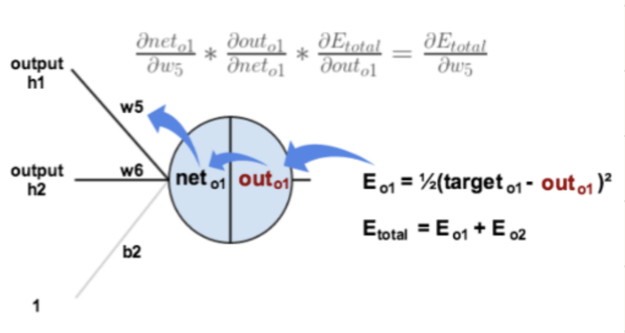 ∂net_o1/∂w5 * ∂out_o1/∂net_o1 * ∂E_total/∂out_o1 = ∂E_total/∂w5
output
h1
w5
output
h2
w6
net o1
out o1
E o1 = ½(target o1 - out o1 )²
E total = E o1 + E o2
b2
1